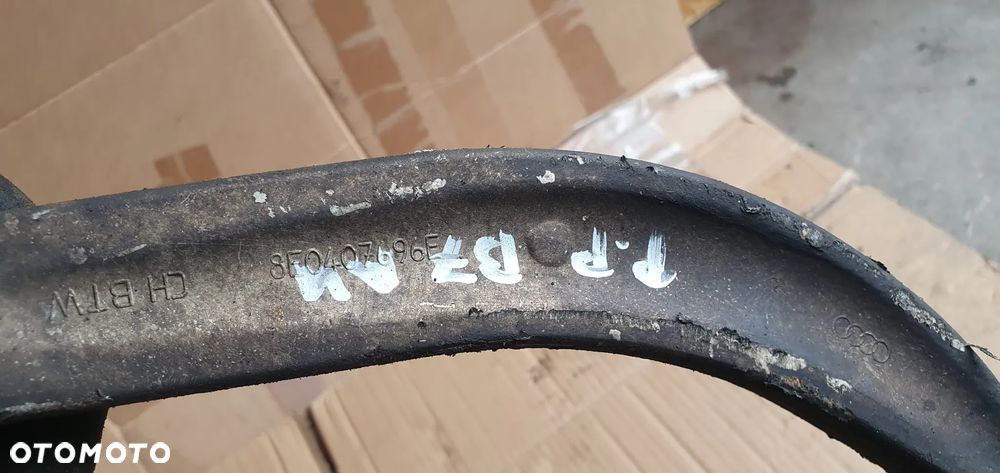 8E0407696E
CH BTW
P.P
B7 A4
OTOMOTO